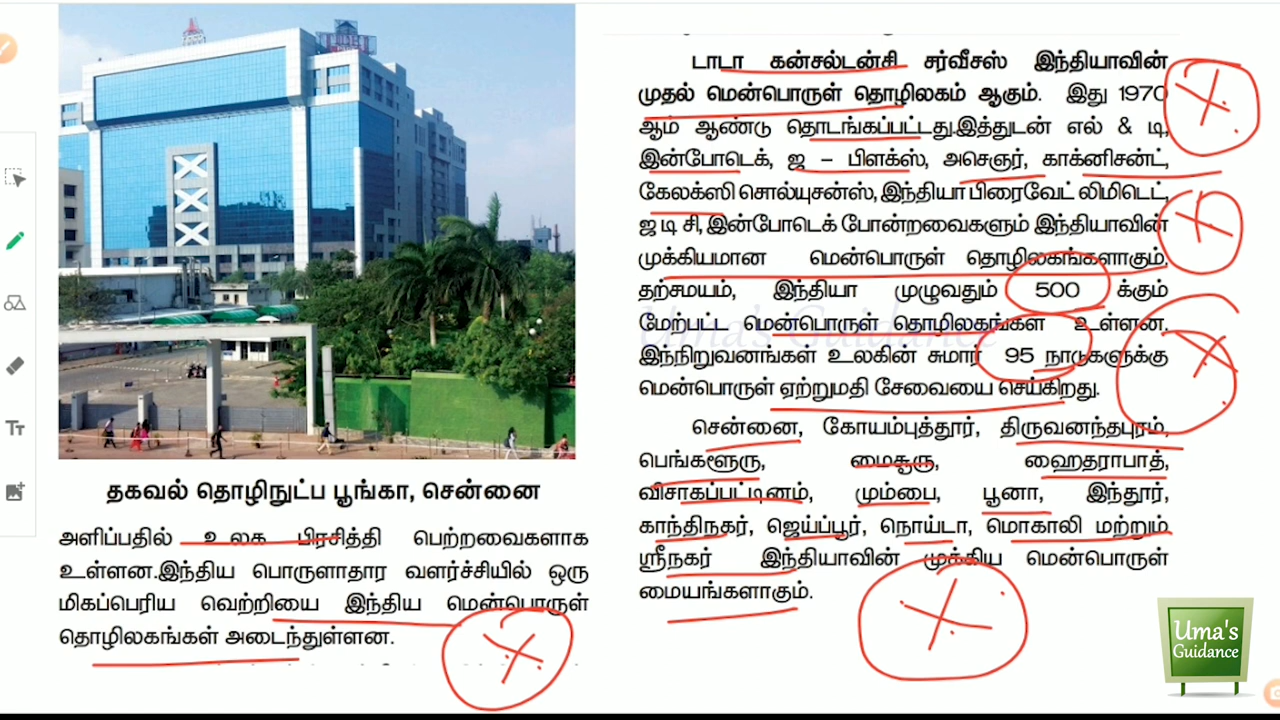 தகவல் தொழிநுட்ப பூங்கா, சென்னை
அளிப்பதில் உலக பிரசித்தி பெற்றவைகளாக
உள்ளன.இந்திய பொருளாதார வளர்ச்சியில் ஒரு
மிகப்பெரிய வெற்றியை இந்திய மென்பொருள்
தொழிலகங்கள் அடைந்துள்ளன.
டாடா கன்சல்டன்சி சர்வீசஸ் இந்தியாவின்
முதல் மென்பொருள் தொழிலகம் ஆகும். இது 1970
ஆம் ஆண்டு தொடங்கப்பட்டது.இத்துடன் எல் & டி,
இன்போடெக், ஐ – பிளக்ஸ், அசெஞர், காக்னிசன்ட்,
கேலக்ஸி சொல்யுசன்ஸ்,இந்தியா பிரைவேட் லிமிடெட்,
ஐ டி சி,இன்போடெக் போன்றவைகளும் இந்தியாவின்
முக்கியமான மென்பொருள் தொழிலகங்களாகும்.
தற்சமயம், இந்தியா முழுவதும் 500 க்கும்
மேற்பட்ட மென்பொருள் தொழிலகங்கள் உள்ளன.
இந்நிறுவனங்கள் உலகின் சுமார் 95 நாடுகளுக்கு
மென்பொருள் ஏற்றுமதி சேவையை செய்கிறது.
சென்னை, கோயம்புத்தூர், திருவனந்தபுரம்,
பெங்களூரு, மைசூரு, ஹைதராபாத்,
விசாகப்பட்டினம், மும்பை, பூனா, இந்தூர்,
காந்திநகர், ஜெய்ப்பூர், நொய்டா, மொகாலி மற்றும்
ஸ்ரீநகர் இந்தியாவின் முக்கிய மென்பொருள்
மையங்களாகும்.
Uma's Guidance
Uma's
Guidance
Tт